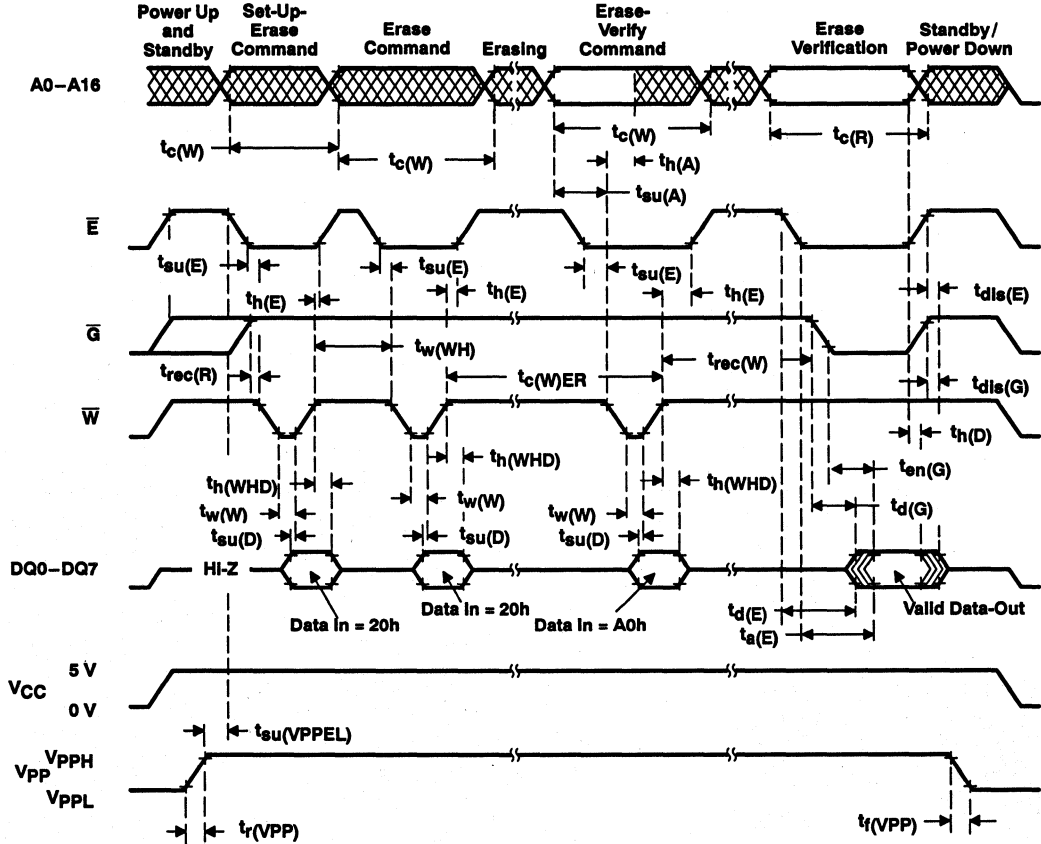 Power Up and Standby
Set-Up-Erase Command
Erase Command
Erasing
Erase-Verify Command
Erase Verification
Standby/Power Down
A0–A16
tc(W)
tc(W)
tc(W)
tc(R)
th(A)
tsu(A)
E
tsu(E)
tsu(E)
tsu(E)
th(E)
th(E)
th(E)
tdis(E)
G
tw(WH)
trec(W)
trec(R)
tc(W)ER
tdis(G)
W
th(D)
th(WHD)
th(WHD)
th(WHD)
ten(G)
tw(W)
tw(W)
tw(W)
td(G)
tsu(D)
tsu(D)
tsu(D)
DQ0–DQ7
Hi-Z
Data In = 20h
Data In = 20h
Data In = A0h
Valid Data-Out
td(E)
ta(E)
5 V
VCC
0 V
tsu(VPPEL)
VPPH
VPP
VPPL
tr(VPP)
tf(VPP)